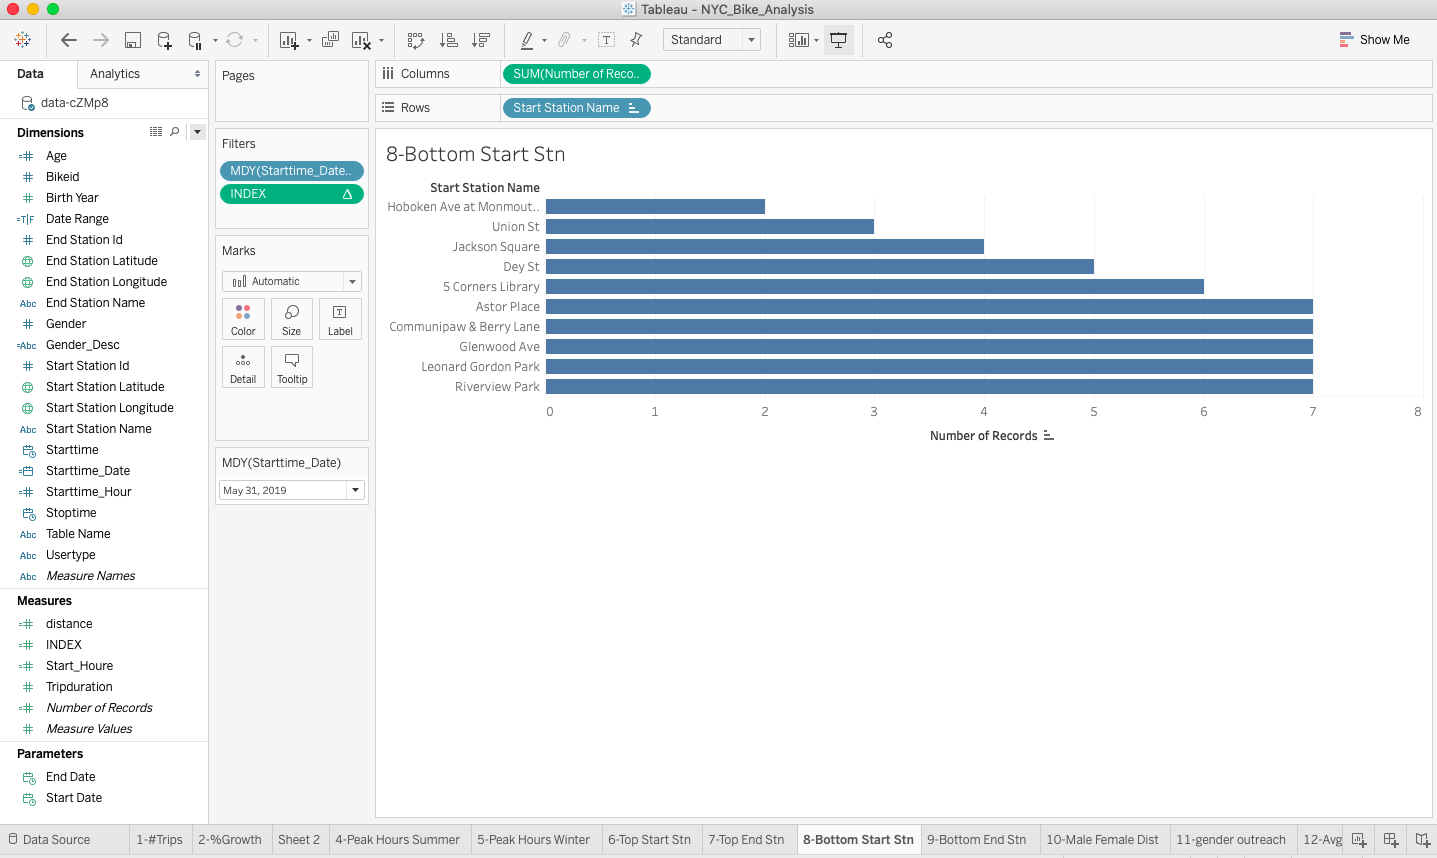 Tableau - NYC_Bike_Analysis
Standard
Show Me
Data
Analytics
data-cZMp8
Dimensions
Age
Bikeid
Birth Year
T|F
Date Range
End Station Id
End Station Latitude
End Station Longitude
Abc
End Station Name
Gender
Abc
Gender_Desc
Start Station Id
Start Station Latitude
Start Station Longitude
Abc
Start Station Name
Starttime
Starttime_Date
Starttime_Hour
Stoptime
Abc
Table Name
Abc
Usertype
Abc
Measure Names
Measures
distance
INDEX
Start_Houre
Tripduration
Number of Records
Measure Values
Parameters
End Date
Start Date
Pages
Filters
MDY(Starttime_Date..
INDEX
Marks
Automatic
Color
Size
Label
Detail
Tooltip
MDY(Starttime_Date)
May 31, 2019
Columns
SUM(Number of Reco..
Rows
Start Station Name
8-Bottom Start Stn
Start Station Name
Hoboken Ave at Monmout..
Union St
Jackson Square
Dey St
5 Corners Library
Astor Place
Communipaw & Berry Lane
Glenwood Ave
Leonard Gordon Park
Riverview Park
0 1 2 3 4 5 6 7 8
Number of Records
Data Source
1-#Trips
2-%Growth
Sheet 2
4-Peak Hours Summer
5-Peak Hours Winter
6-Top Start Stn
7-Top End Stn
8-Bottom Start Stn
9-Bottom End Stn
10-Male Female Dist
11-gender outreach
12-Avg